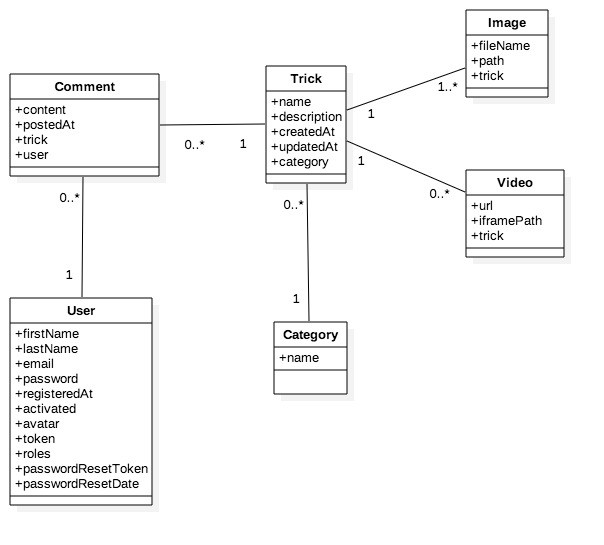 Image
+fileName
+path
+trick
1..*
1
Trick
+name
+description
+createdAt
+updatedAt
+category
Comment
+content
+postedAt
+trick
+user
0..*
1
1
0..*
Video
+url
+iframePath
+trick
0..*
1
0..*
1
Category
+name
User
+firstName
+lastName
+email
+password
+registeredAt
+activated
+avatar
+token
+roles
+passwordResetToken
+passwordResetDate